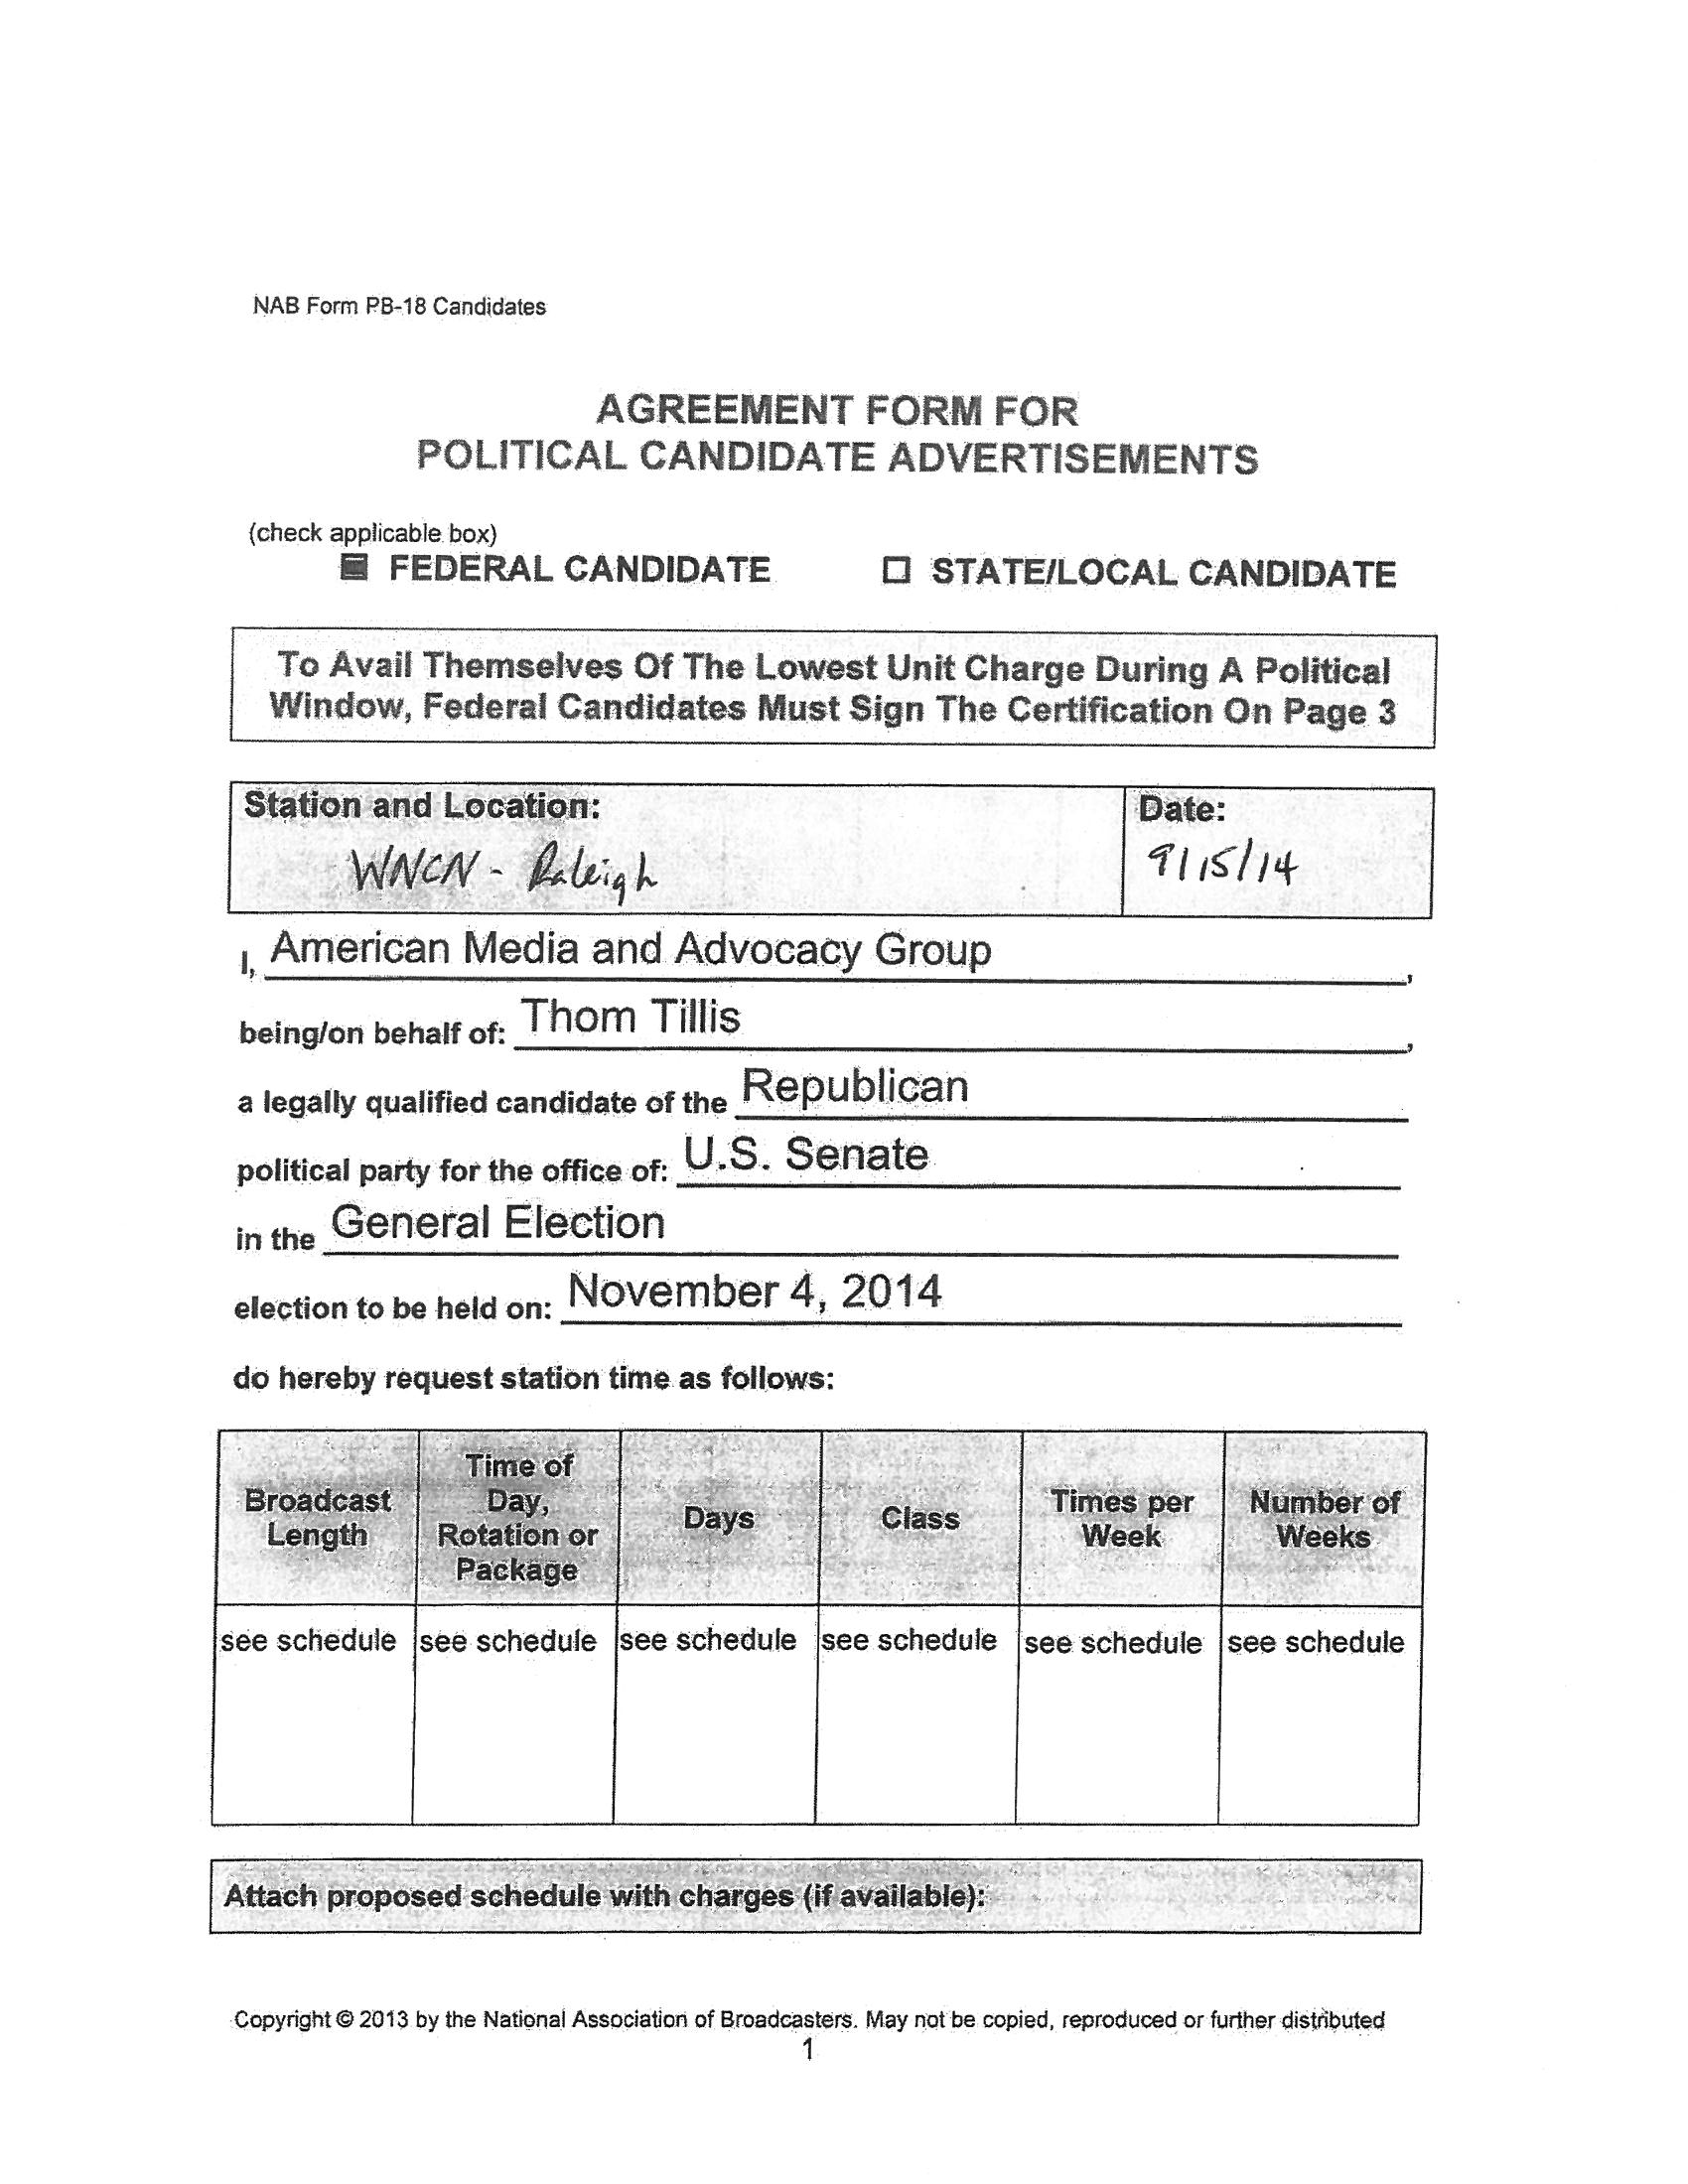 NAB Form PB-18 Candidates
AGREEMENT FORM FOR
POLITICAL CANDIDATE ADVERTISEMENTS
(check applicable box)
FEDERAL CANDIDATE ☐ STATE/LOCAL CANDIDATE
To Avail Themselves Of The Lowest Unit Charge During A Political
Window, Federal Candidates Must Sign The Certification On Page 3
Station and Location: Date:
WNCN - Raleigh 9/15/14
I, American Media and Advocacy Group,
being/on behalf of: Thom Tillis,
a legally qualified candidate of the Republican
political party for the office of: U.S. Senate
in the General Election
election to be held on: November 4, 2014
do hereby request station time as follows:
Broadcast Length Time of Day, Rotation or Package Days Class Times per Week Number of Weeks
see schedule see schedule see schedule see schedule see schedule see schedule
Attach proposed schedule with charges (if available):
Copyright © 2013 by the National Association of Broadcasters. May not be copied, reproduced or further distributed
1